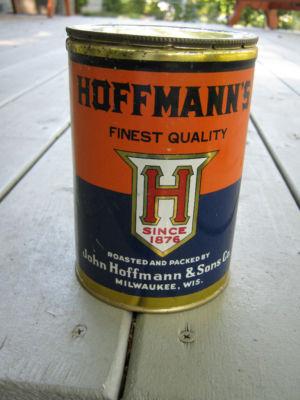 HOFFMANN'S
FINEST QUALITY
H
SINCE
1876
ROASTED AND PACKED BY
John Hoffmann & Sons Co
MILWAUKEE, WIS.